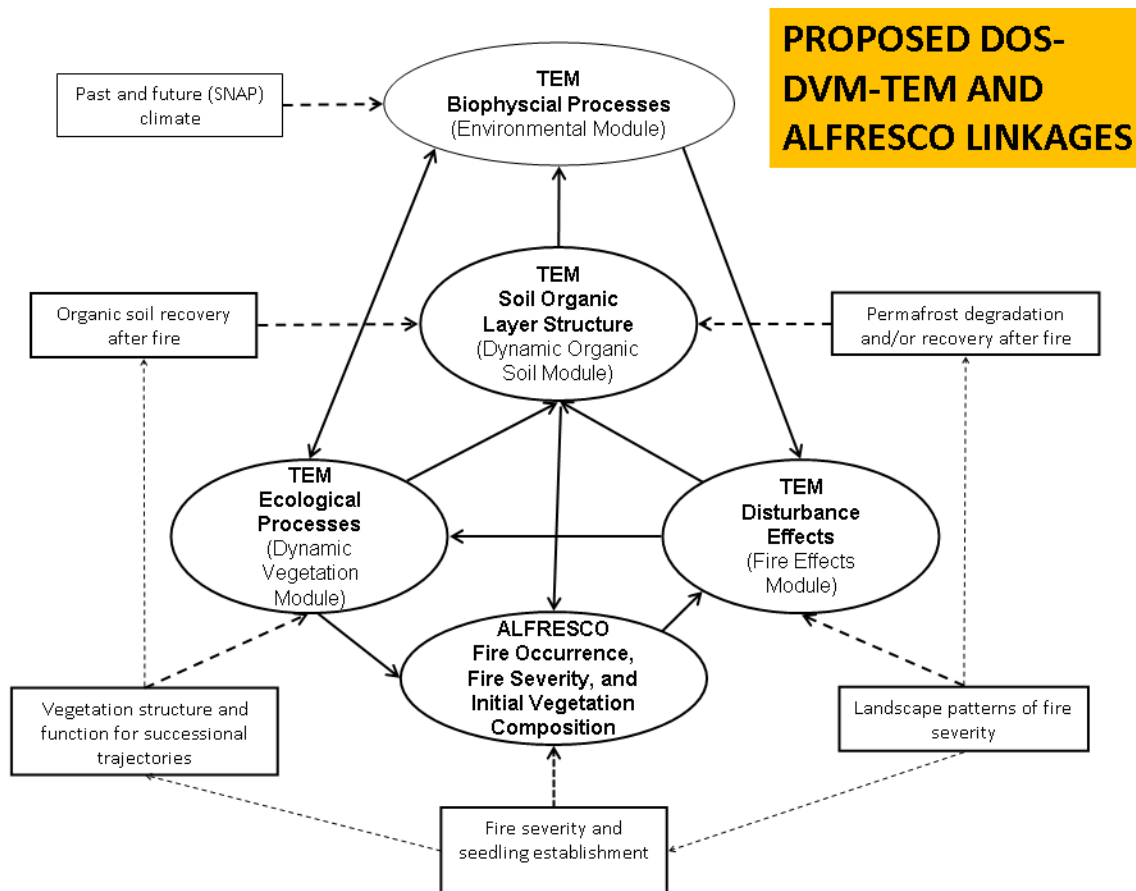 PROPOSED DOS-
DVM-TEM AND
ALFRESCO LINKAGES
TEM
Biophyscial Processes
(Environmental Module)
Past and future (SNAP)
climate
TEM
Soil Organic
Layer Structure
(Dynamic Organic
Soil Module)
Organic soil recovery
after fire
Permafrost degradation
and/or recovery after fire
TEM
Ecological
Processes
(Dynamic
Vegetation
Module)
TEM
Disturbance
Effects
(Fire Effects
Module)
ALFRESCO
Fire Occurrence,
Fire Severity, and
Initial Vegetation
Composition
Vegetation structure and
function for successional
trajectories
Landscape patterns of fire
severity
Fire severity and
seedling establishment